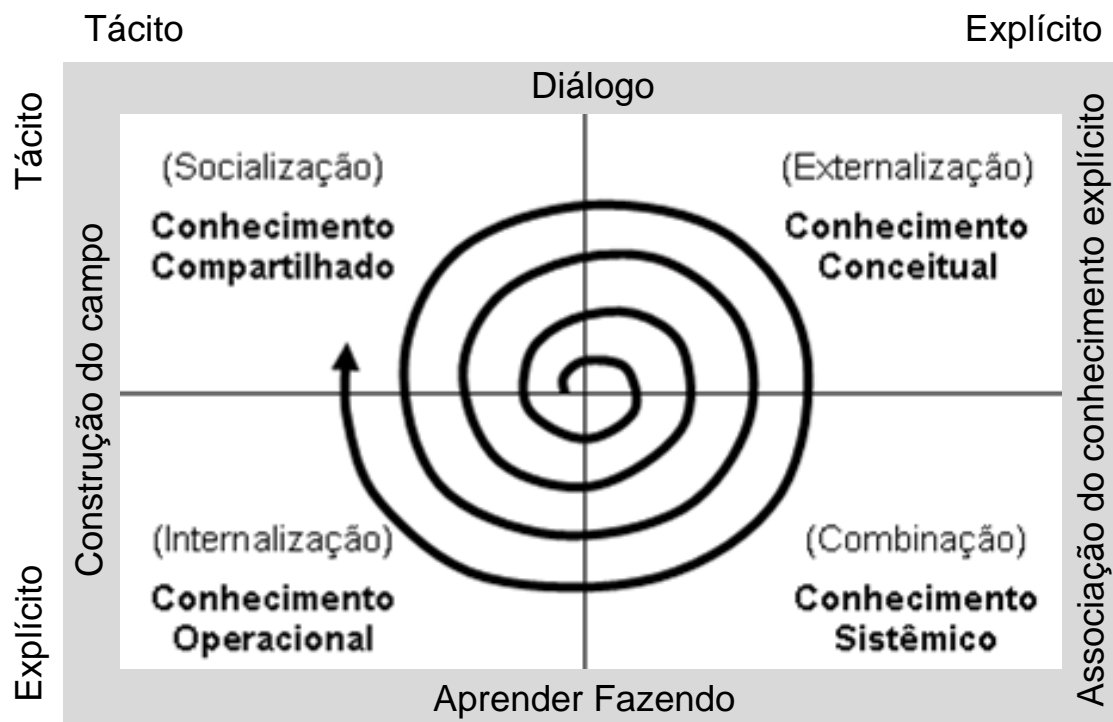 Tácito
Explícito
Diálogo
Tácito
Explícito
Construção do campo
(Socialização)
Conhecimento
Compartilhado
(Externalização)
Conhecimento
Conceitual
Associação do conhecimento explícito
(Internalização)
Conhecimento
Operacional
(Combinação)
Conhecimento
Sistêmico
Aprender Fazendo